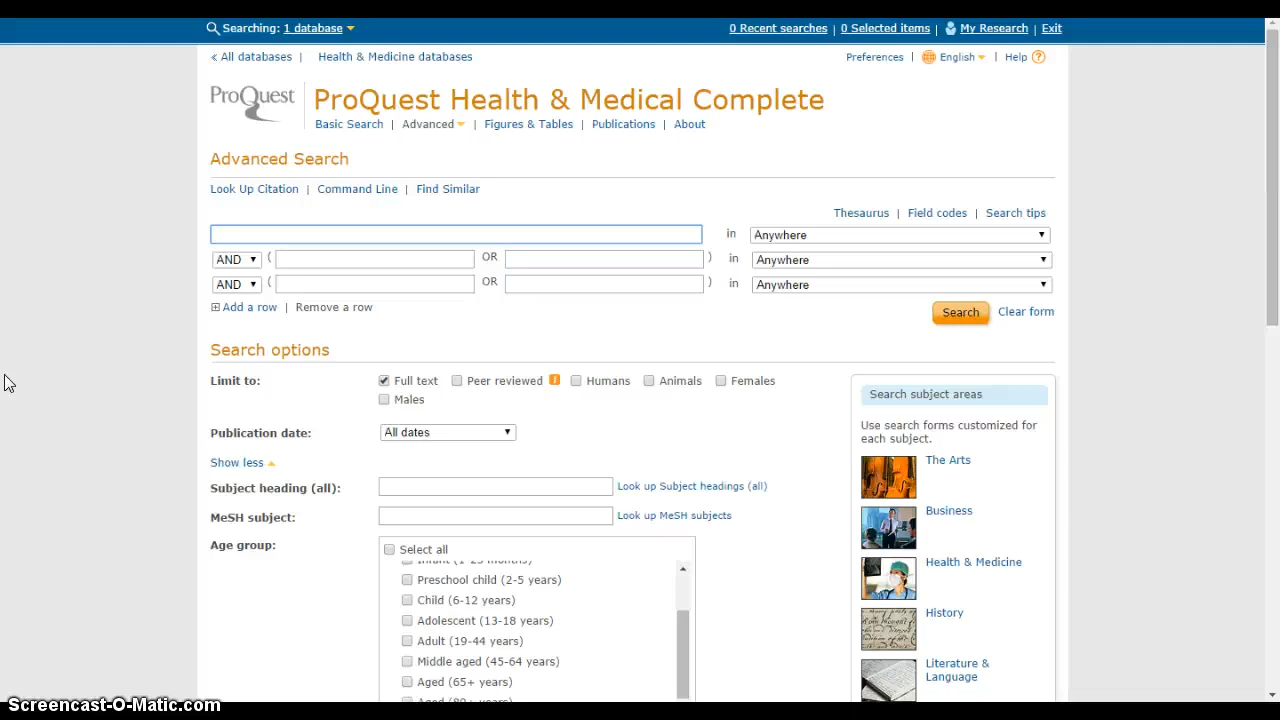 Searching: 1 database
0 Recent searches | 0 Selected items | My Research | Exit
« All databases | Health & Medicine databases
Preferences | English | Help ?
ProQuest
ProQuest Health & Medical Complete
Basic Search | Advanced | Figures & Tables | Publications | About
Advanced Search
Look Up Citation | Command Line | Find Similar
Thesaurus | Field codes | Search tips
in Anywhere
AND ( OR ) in Anywhere
AND ( OR ) in Anywhere
Add a row | Remove a row
Search Clear form
Search options
Limit to: Full text Peer reviewed i Humans Animals Females
Males
Publication date: All dates
Show less
Subject heading (all): Look up Subject headings (all)
MeSH subject: Look up MeSH subjects
Age group: Select all
Infant (1-23 months)
Preschool child (2-5 years)
Child (6-12 years)
Adolescent (13-18 years)
Adult (19-44 years)
Middle aged (45-64 years)
Aged (65+ years)
Aged (80+ years)
Search subject areas
Use search forms customized for
each subject.
The Arts
Business
Health & Medicine
History
Literature &
Language
Screencast-O-Matic.com